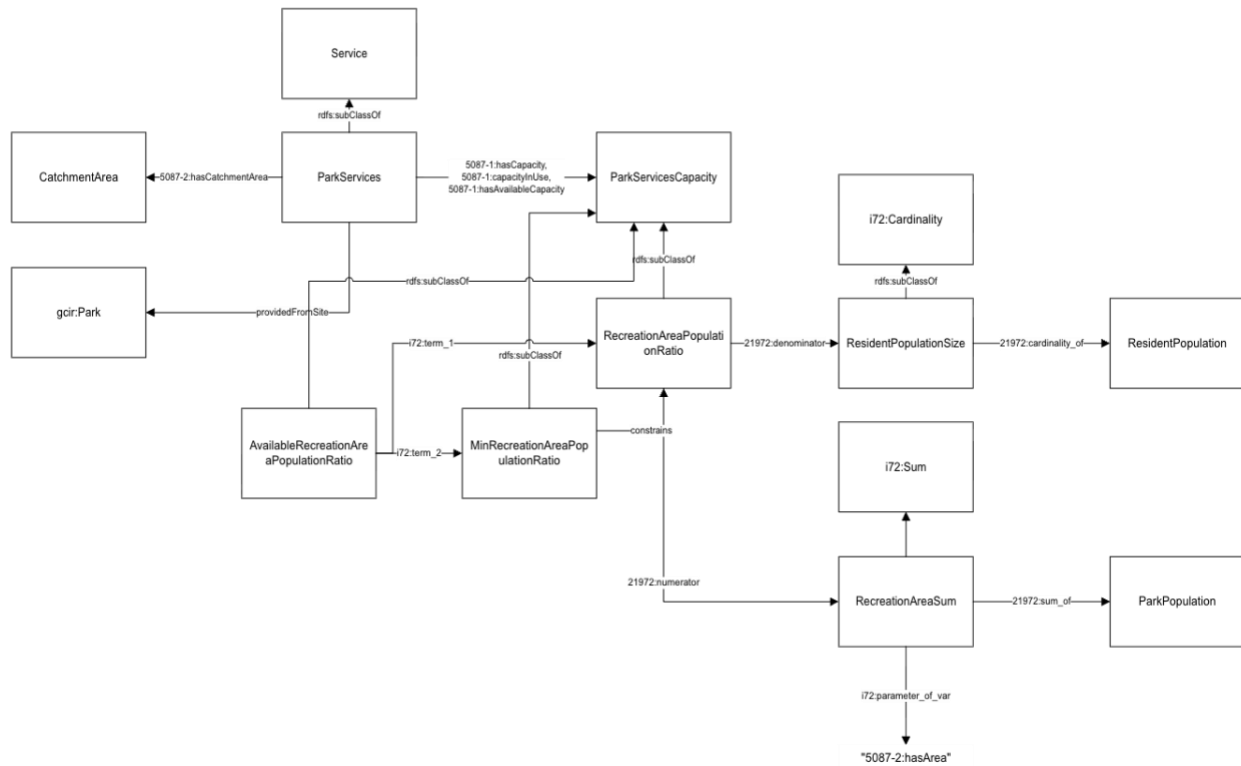 Service
rdfs:subClassOf
CatchmentArea
5087-2:hasCatchmentArea
ParkServices
5087-1:hasCapacity,
5087-1:capacityInUse,
5087-1:hasAvailableCapacity
ParkServicesCapacity
i72:Cardinality
rdfs:subClassOf
rdfs:subClassOf
rdfs:subClassOf
gcir:Park
providedFromSite
i72:term_1
rdfs:subClassOf
RecreationAreaPopulati
onRatio
21972:denominator
ResidentPopulationSize
21972:cardinality_of
ResidentPopulation
AvailableRecreationAre
aPopulationRatio
i72:term_2
MinRecreationAreaPop
ulationRatio
constrains
i72:Sum
21972:numerator
RecreationAreaSum
21972:sum_of
ParkPopulation
i72:parameter_of_var
"5087-2:hasArea"